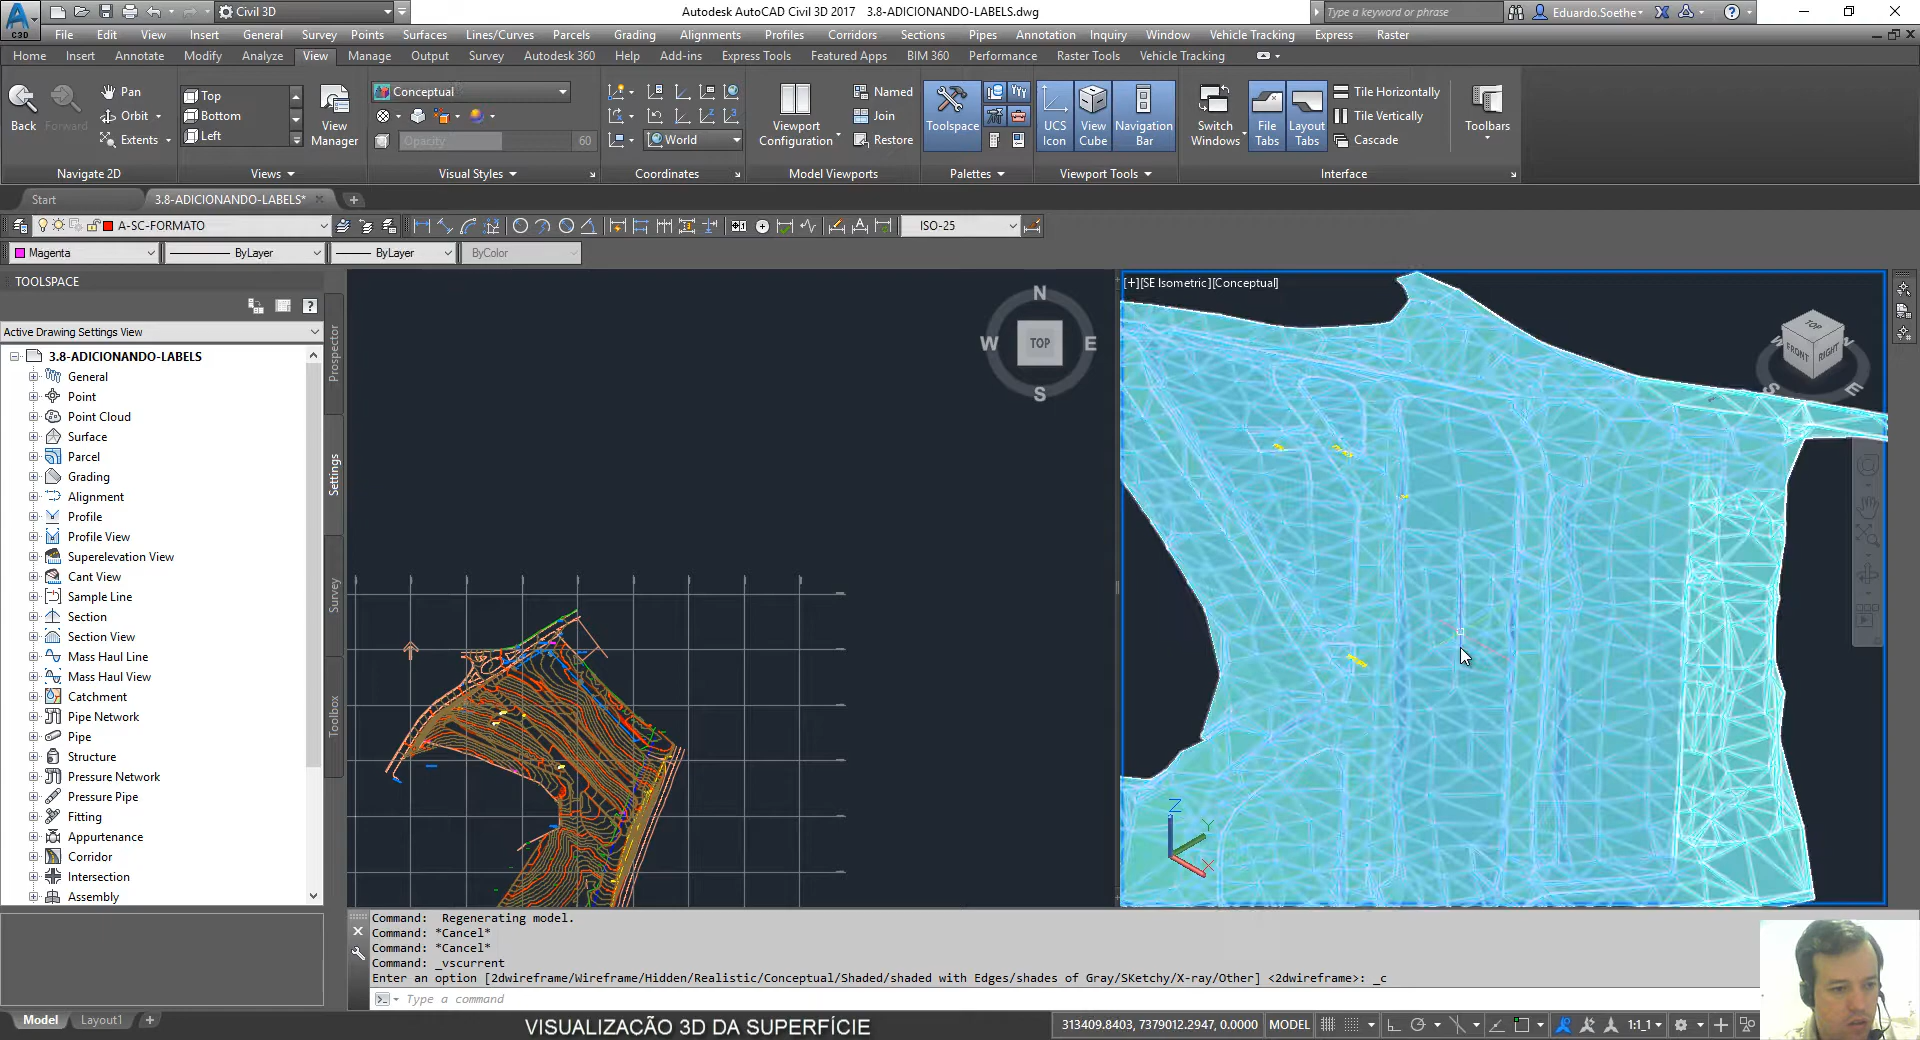 Civil 3D
Autodesk AutoCAD Civil 3D 2017 3.8-ADICIONANDO-LABELS.dwg
Type a keyword or phrase
Eduardo.Soethe
C3D
File Edit View Insert General Survey Points Surfaces Lines/Curves Parcels Grading Alignments Profiles Corridors Sections Pipes Annotation Inquiry Window Vehicle Tracking Express Raster
Home Insert Annotate Modify Analyze View Manage Output Survey Autodesk 360 Help Add-ins Express Tools Featured Apps BIM 360 Performance Raster Tools Vehicle Tracking
Back Forward
Pan
Orbit
Extents
Navigate 2D
Top
Bottom
Left
View Manager
Views
Conceptual
Opacity 60
Visual Styles
World
Coordinates
Viewport Configuration
Named
Join
Restore
Model Viewports
Toolspace
Palettes
UCS Icon
View Cube
Navigation Bar
Viewport Tools
Switch Windows
File Tabs
Layout Tabs
Tile Horizontally
Tile Vertically
Cascade
Interface
Toolbars
Start
3.8-ADICIONANDO-LABELS*
A-SC-FORMATO
ISO-25
Magenta
ByLayer
ByLayer
ByColor
TOOLSPACE
Active Drawing Settings View
3.8-ADICIONANDO-LABELS
General
Point
Point Cloud
Surface
Parcel
Grading
Alignment
Profile
Profile View
Superelevation View
Cant View
Sample Line
Section
Section View
Mass Haul Line
Mass Haul View
Catchment
Pipe Network
Pipe
Structure
Pressure Network
Pressure Pipe
Fitting
Appurtenance
Corridor
Intersection
Assembly
Prospector
Settings
Survey
Toolbox
N
W TOP E
S
[+][SE Isometric][Conceptual]
TOP
FRONT RIGHT
S E
Z
Y
X
Command: Regenerating model.
Command: *Cancel*
Command: *Cancel*
Command: _vscurrent
Enter an option [2dwireframe/Wireframe/Hidden/Realistic/Conceptual/Shaded/shaded with Edges/shades of Gray/SKetchy/X-ray/Other] <2dwireframe>: _c
Type a command
Model Layout1
VISUALIZAÇÃO 3D DA SUPERFÍCIE
313409.8403, 7379012.2947, 0.0000 MODEL
1:1_1